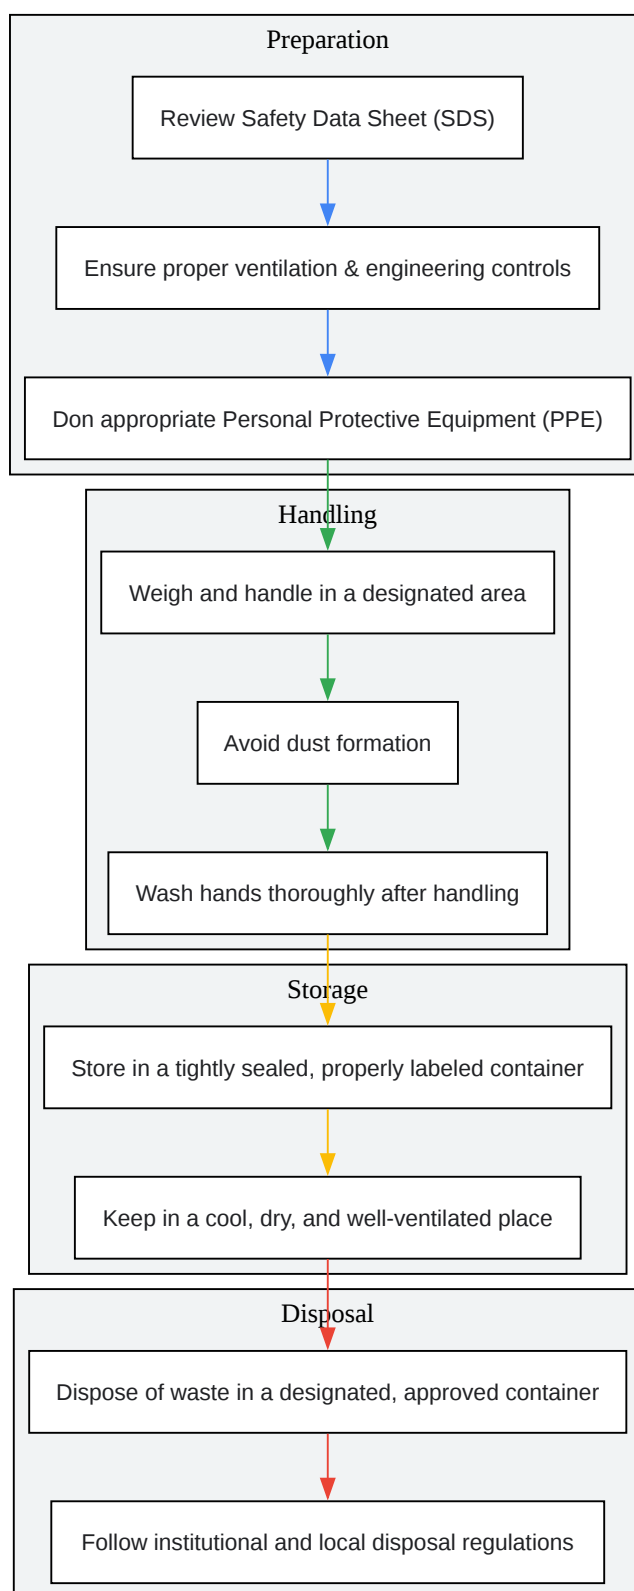 Preparation
Review Safety Data Sheet (SDS)
Ensure proper ventilation & engineering controls
Don appropriate Personal Protective Equipment (PPE)
Handling
Weigh and handle in a designated area
Avoid dust formation
Wash hands thoroughly after handling
Storage
Store in a tightly sealed, properly labeled container
Keep in a cool, dry, and well-ventilated place
Disposal
Dispose of waste in a designated, approved container
Follow institutional and local disposal regulations